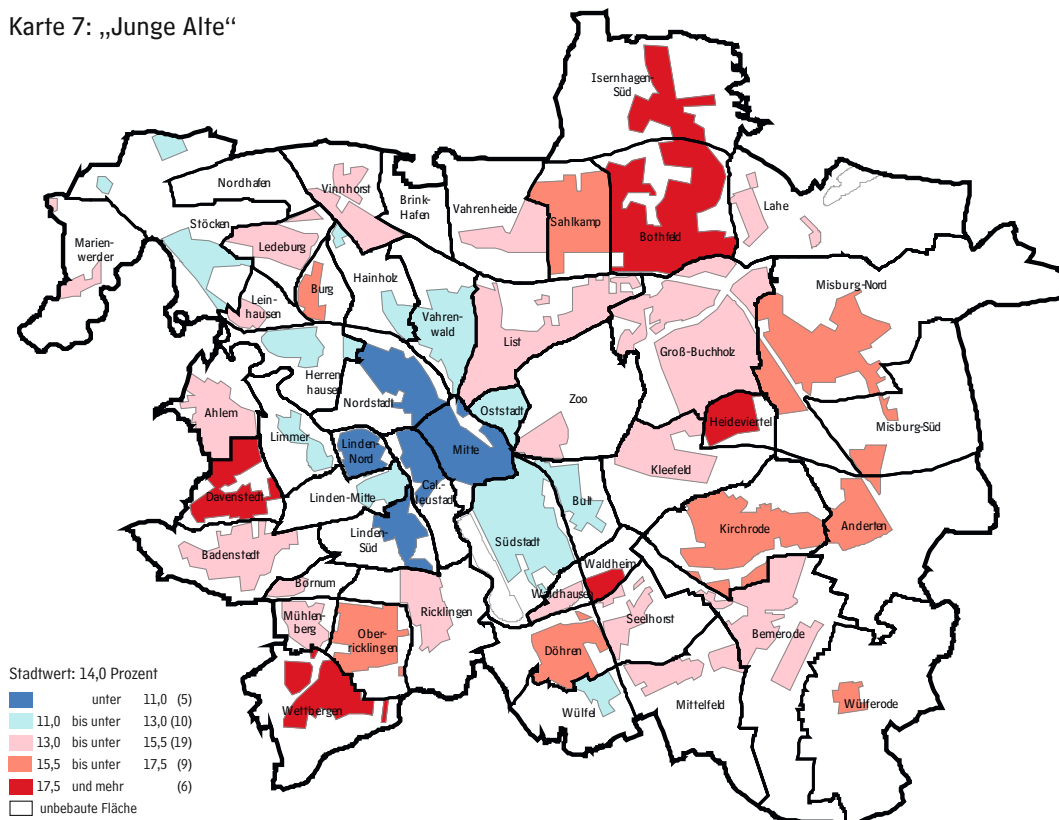 Karte 7: „Junge Alte“
Isernhagen-
Süd
Nordhafen
Vinnhorst
Brink-
Hafen
Vahrenheide
Sahlkamp
Bothfeld
Lahe
Stöcken
Marien-
werder
Ledeburg
Hainholz
Burg
Lein-
hausen
Misburg-Nord
Vahren-
wald
List
Groß-Buchholz
Herren
hausen
Nordstadt
Zoo
Oststadt
Ahlem
Limmer
Linden-
Nord
Mitte
Heideviertel
Misburg-Süd
Kleefeld
Davenstedt
Linden-Mitte
Cal.-
Neustadt
Bult
Linden-
Süd
Südstadt
Kirchrode
Anderten
Badenstedt
Bornum
Waldheim
Waldhausen
Mühlen-
berg
Ricklingen
Seelhorst
Ober-
ricklingen
Bemerode
Döhren
Wettbergen
Wülfel
Mittelfeld
Wülferode
Stadtwert: 14,0 Prozent
unter 11,0 (5)
11,0 bis unter 13,0 (10)
13,0 bis unter 15,5 (19)
15,5 bis unter 17,5 (9)
17,5 und mehr (6)
unbebaute Fläche